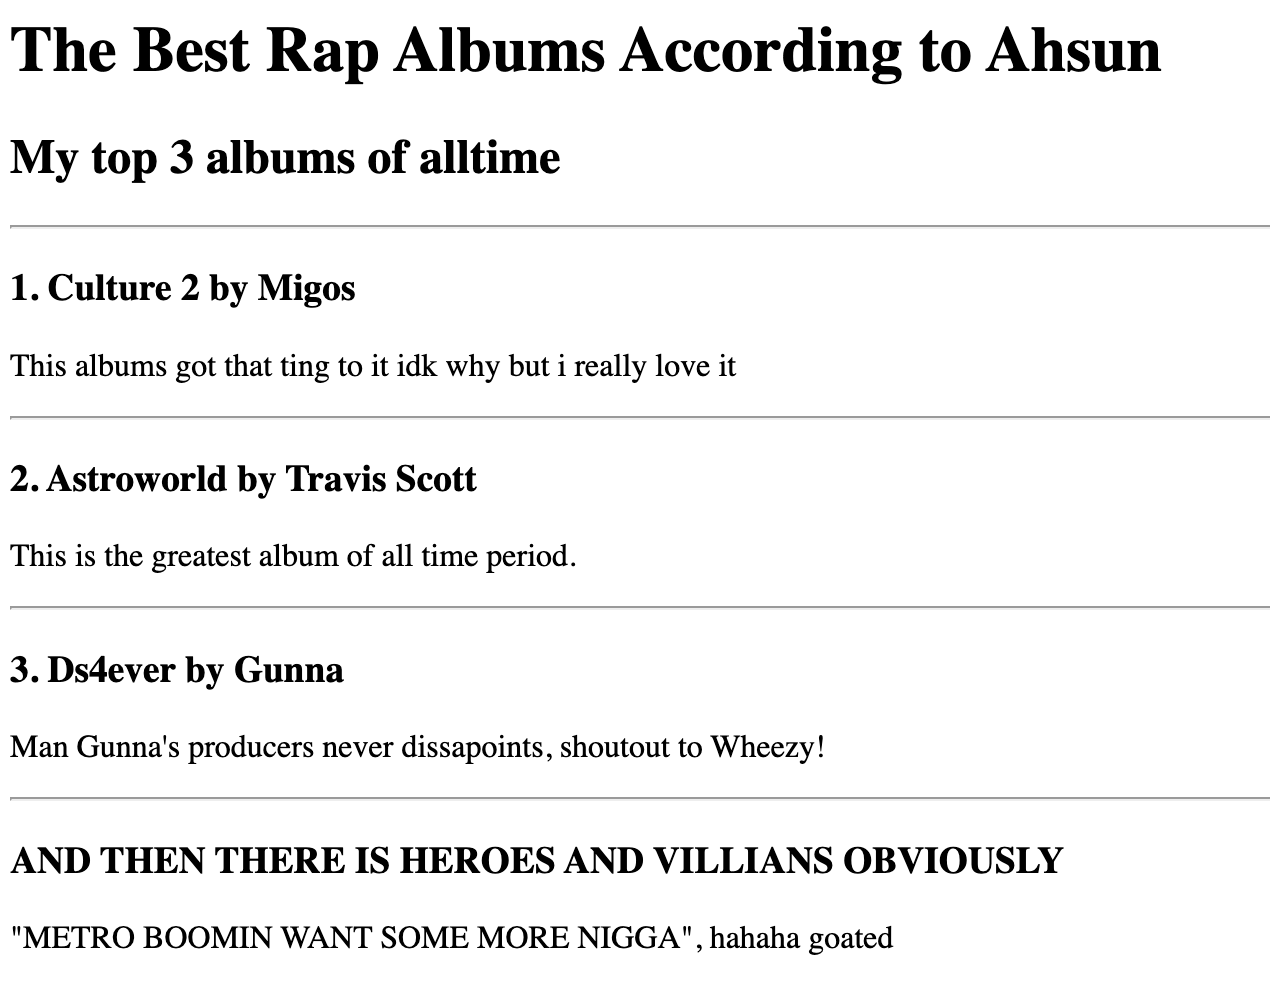 The Best Rap Albums According to Ahsun
My top 3 albums of alltime
1. Culture 2 by Migos
This albums got that ting to it idk why but i really love it
2. Astroworld by Travis Scott
This is the greatest album of all time period.
3. Ds4ever by Gunna
Man Gunna's producers never dissapoints, shoutout to Wheezy!
AND THEN THERE IS HEROES AND VILLIANS OBVIOUSLY
"METRO BOOMIN WANT SOME MORE NIGGA", hahaha goated